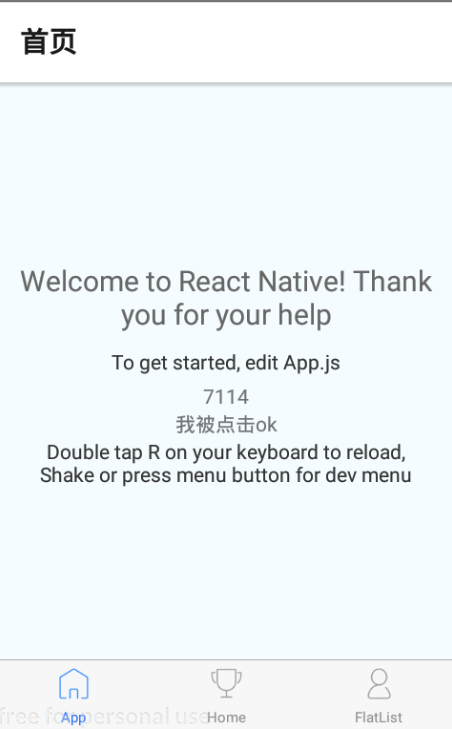 首页
Welcome to React Native! Thank
you for your help
To get started, edit App.js
7114
我被点击ok
Double tap R on your keyboard to reload,
Shake or press menu button for dev menu
free for personal use
App
Home
FlatList